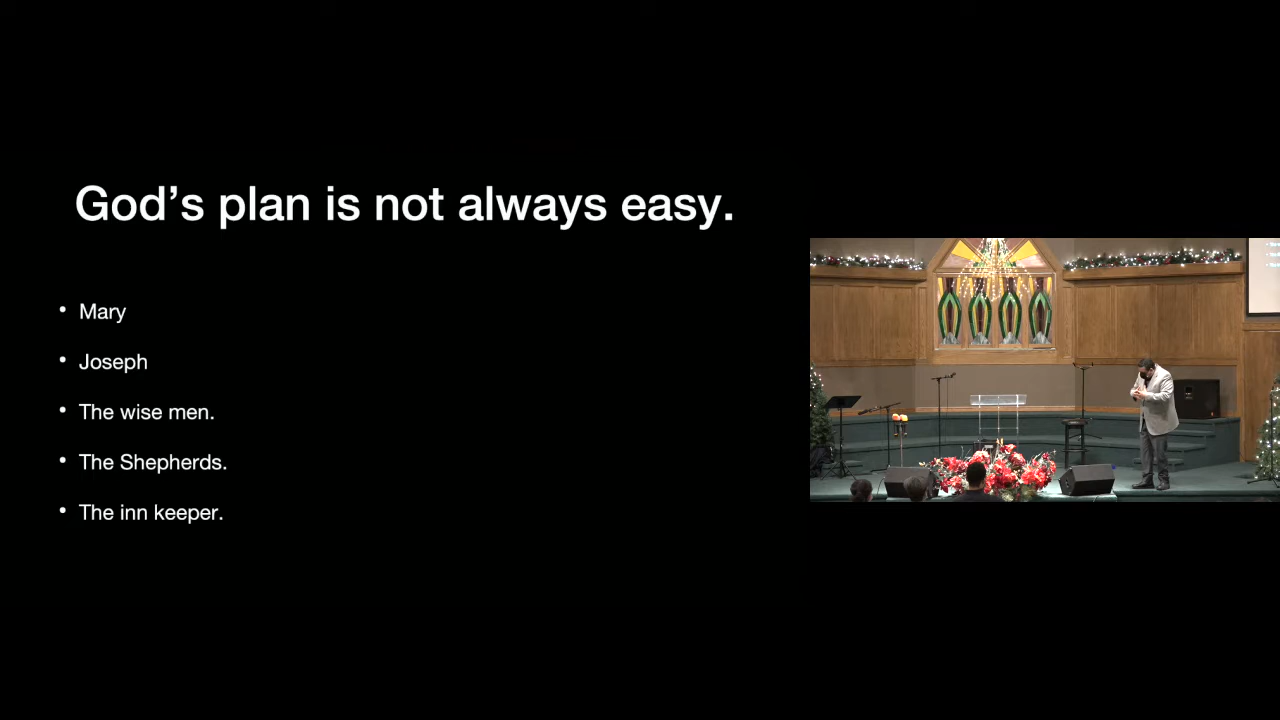 God's plan is not always easy.
• Mary
• Joseph
• The wise men.
• The Shepherds.
• The inn keeper.